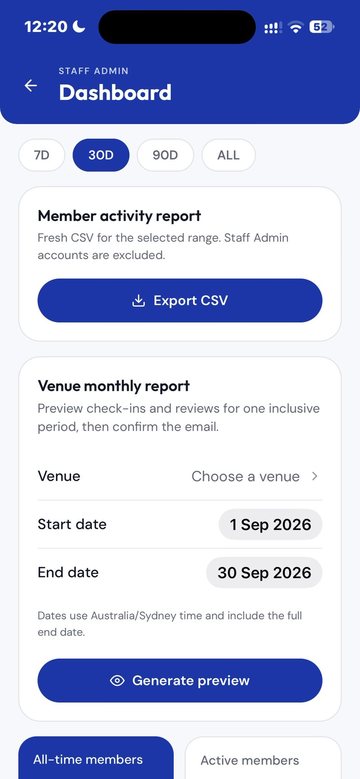 12:20
52
STAFF ADMIN
Dashboard
7D
30D
90D
ALL
Member activity report
Fresh CSV for the selected range. Staff Admin
accounts are excluded.
Export CSV
Venue monthly report
Preview check-ins and reviews for one inclusive
period, then confirm the email.
Venue
Choose a venue
Start date
1 Sep 2026
End date
30 Sep 2026
Dates use Australia/Sydney time and include the full
end date.
Generate preview
All-time members
Active members